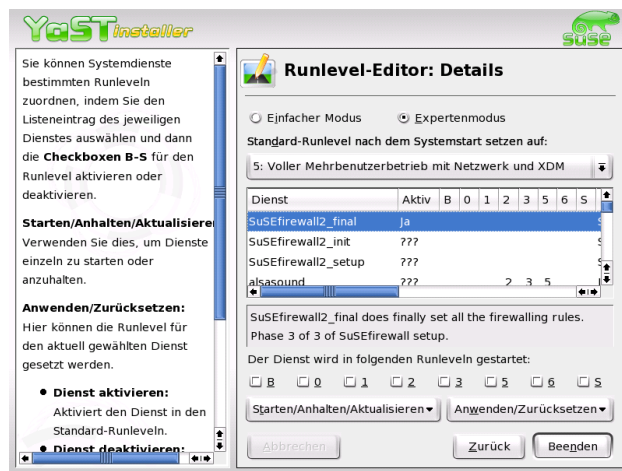 YaST Installer
SUSE
Sie können Systemdienste
bestimmten Runleveln
zuordnen, indem Sie den
Listeneintrag des jeweiligen
Dienstes auswählen und dann
die Checkboxen B-S für den
Runlevel aktivieren oder
deaktivieren.
Starten/Anhalten/Aktualisieren
Verwenden Sie dies, um Dienste
einzeln zu starten oder
anzuhalten.
Anwenden/Zurücksetzen:
Hier können die Runlevel für
den aktuell gewählten Dienst
gesetzt werden.
Dienst aktivieren:
Aktiviert den Dienst in den
Standard-Runleveln.
Dienst deaktivieren:
Runlevel-Editor: Details
Einfacher Modus Expertenmodus
Standard-Runlevel nach dem Systemstart setzen auf:
5: Voller Mehrbenutzerbetrieb mit Netzwerk und XDM
Dienst Aktiv B 0 1 2 3 5 6 S
SuSEfirewall2_final Ja S
SuSEfirewall2_init ??? S
SuSEfirewall2_setup ??? S
alsasound ??? 2 3 5
SuSEfirewall2_final does finally set all the firewalling rules.
Phase 3 of 3 of SuSEfirewall setup.
Der Dienst wird in folgenden Runleveln gestartet:
B 0 1 2 3 5 6 S
Starten/Anhalten/Aktualisieren Anwenden/Zurücksetzen
Abbrechen Zurück Beenden